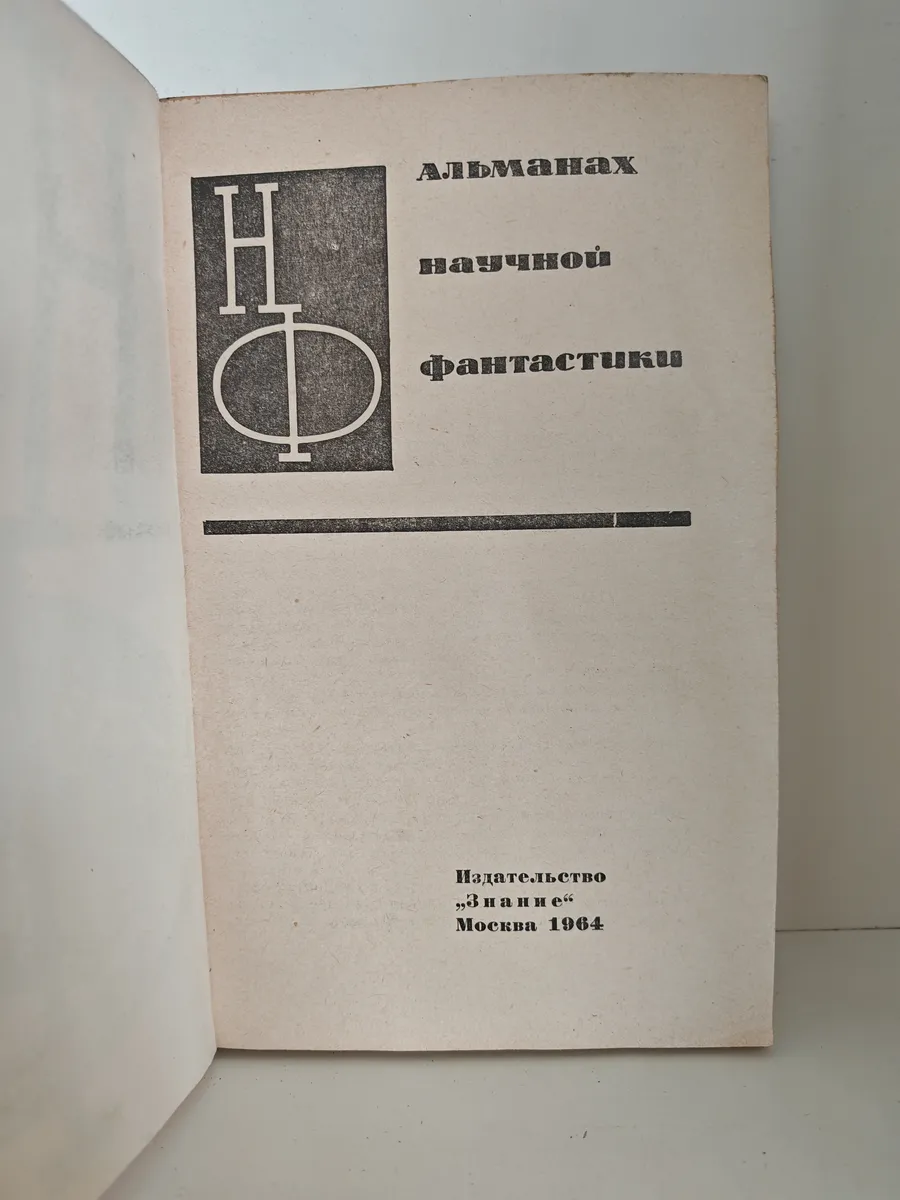 НФ
Альманах
научной
фантастики
Издательство
„Знание“
Москва 1964